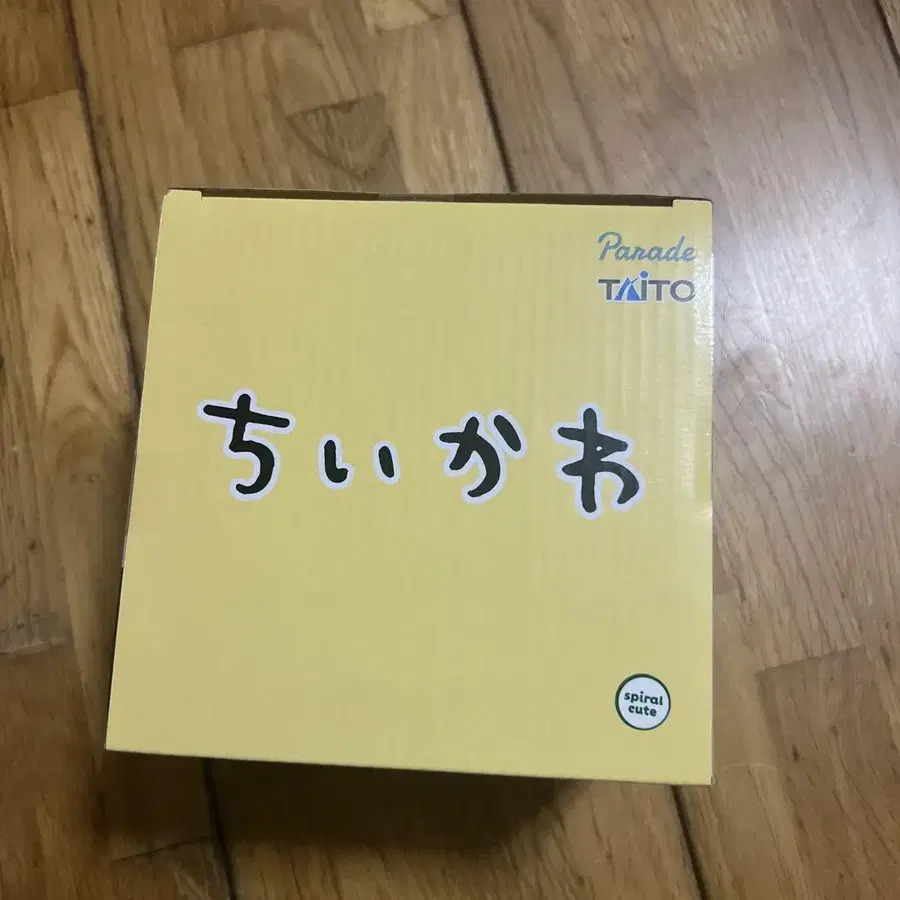 Parade
TAITO
ちいかわ
spiral
cute